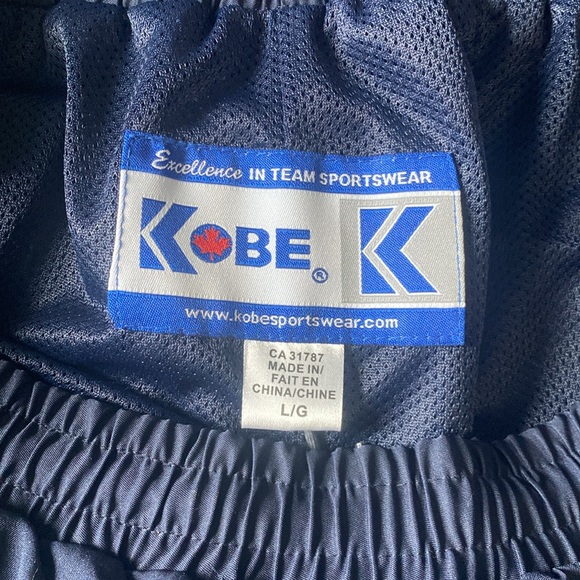 Excellence IN TEAM SPORTSWEAR
KOBE ® K
www.kobesportswear.com
CA 31787
MADE IN/
FAIT EN
CHINA/CHINE
L/G